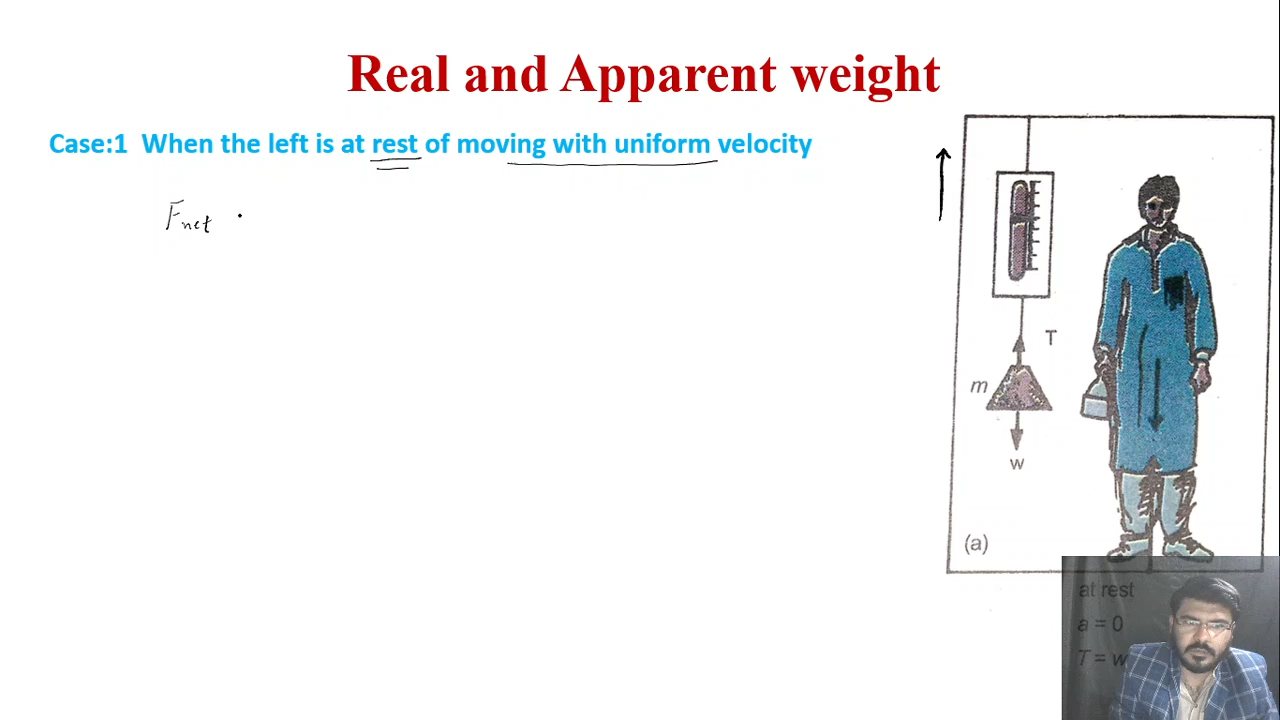 Real and Apparent weight
Case:1 When the left is at rest of moving with uniform velocity
Fnet
T
m
w
(a)
at rest
a = 0
T = w